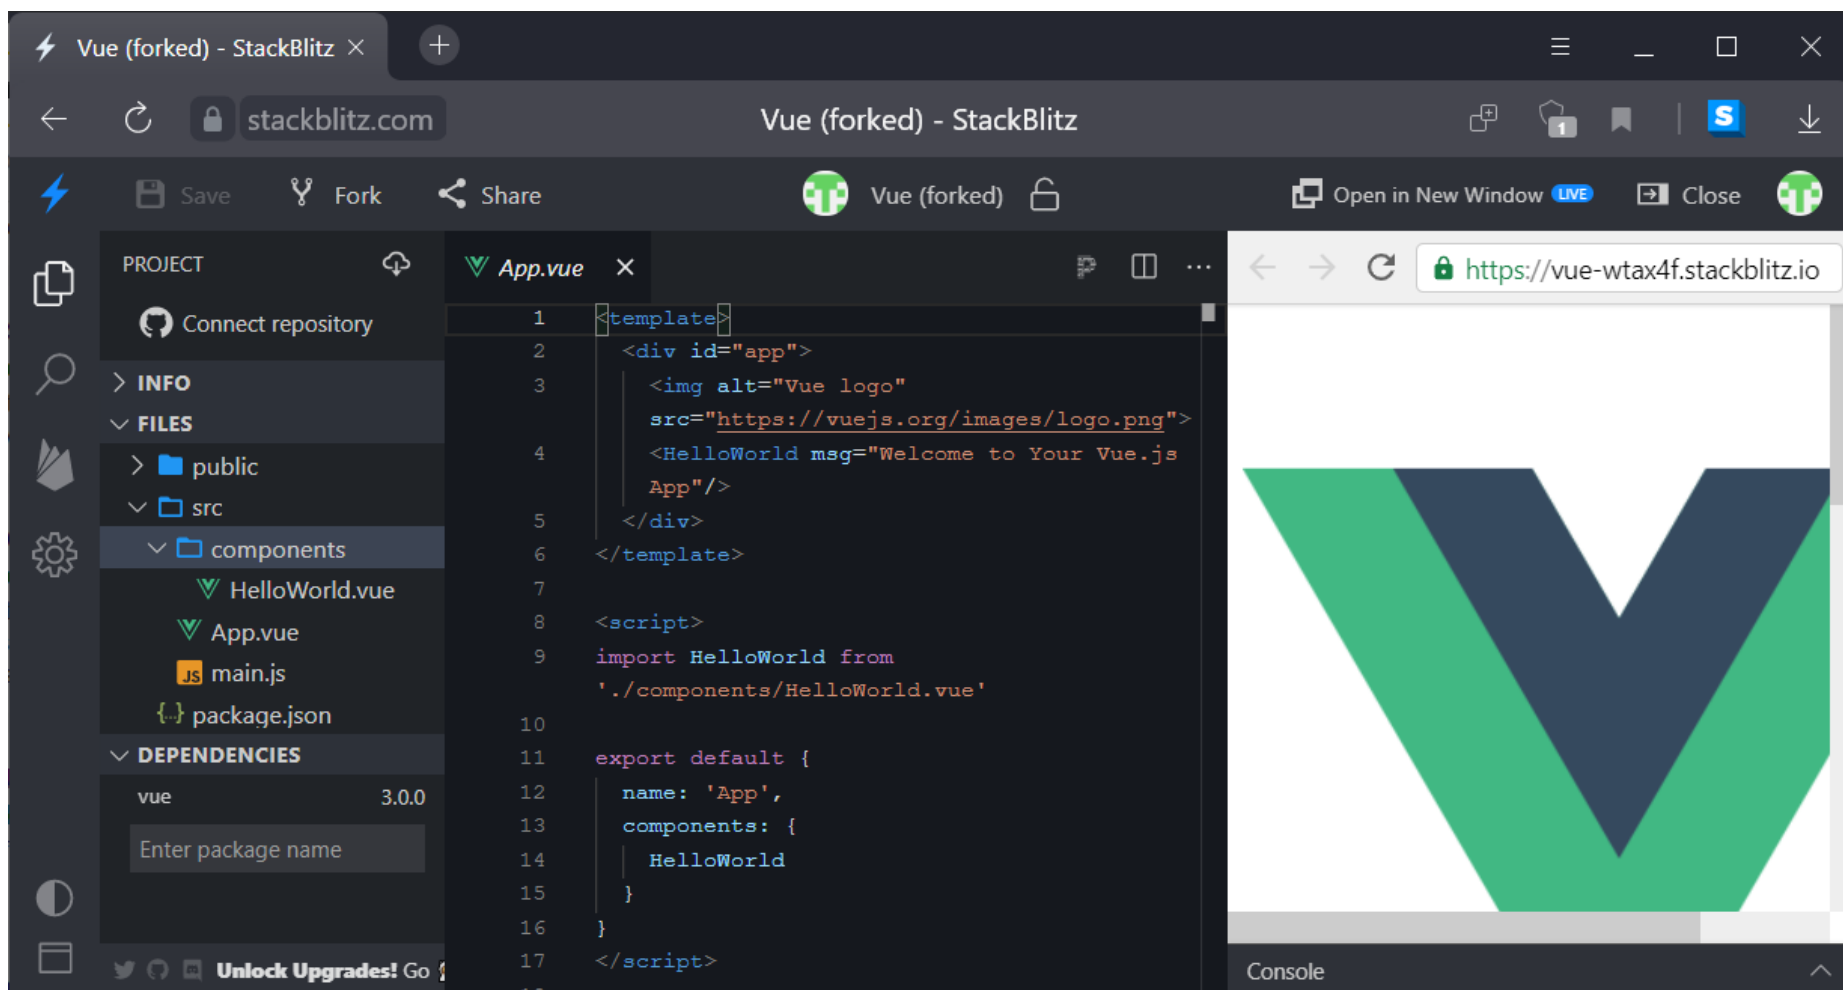 Vue (forked) - StackBlitz
stackblitz.com
Vue (forked) - StackBlitz
1
S
Save
Fork
Share
Vue (forked)
Open in New Window LIVE
Close
PROJECT
Connect repository
INFO
FILES
public
src
components
HelloWorld.vue
App.vue
JS main.js
{..} package.json
DEPENDENCIES
vue 3.0.0
Enter package name
Unlock Upgrades! Go
App.vue
1 <template>
2 <div id="app">
3 <img alt="Vue logo"
src="https://vuejs.org/images/logo.png">
4 <HelloWorld msg="Welcome to Your Vue.js
App"/>
5 </div>
6 </template>
7
8 <script>
9 import HelloWorld from
'./components/HelloWorld.vue'
10
11 export default {
12 name: 'App',
13 components: {
14 HelloWorld
15 }
16 }
17 </script>
https://vue-wtax4f.stackblitz.io
Console